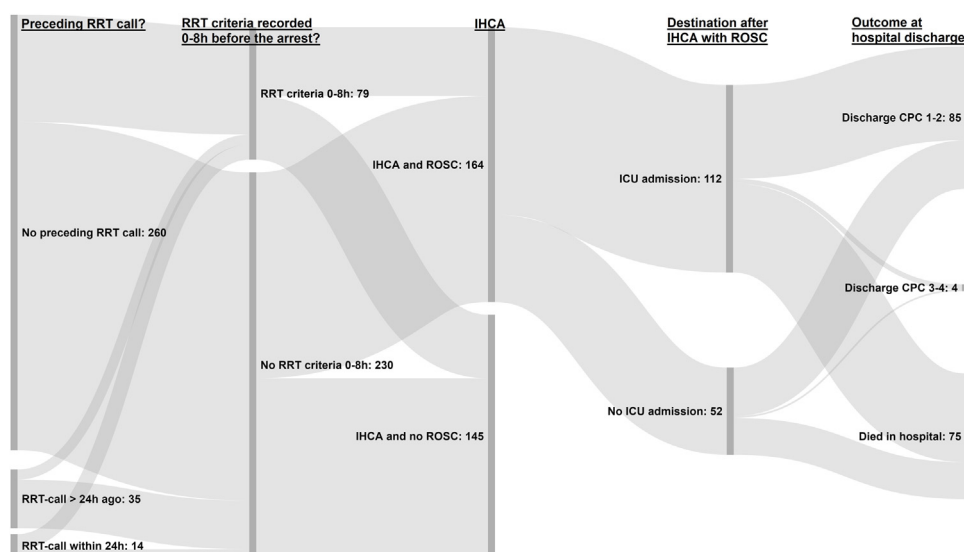 Preceding RRT call?
RRT criteria recorded
0-8h before the arrest?
IHCA
Destination after
IHCA with ROSC
Outcome at
hospital discharge
RRT criteria 0-8h: 79
Discharge CPC 1-2: 85
IHCA and ROSC: 164
ICU admission: 112
No preceding RRT call: 260
Discharge CPC 3-4: 4
No RRT criteria 0-8h: 230
No ICU admission: 52
IHCA and no ROSC: 145
Died in hospital: 75
RRT-call > 24h ago: 35
RRT-call within 24h: 14